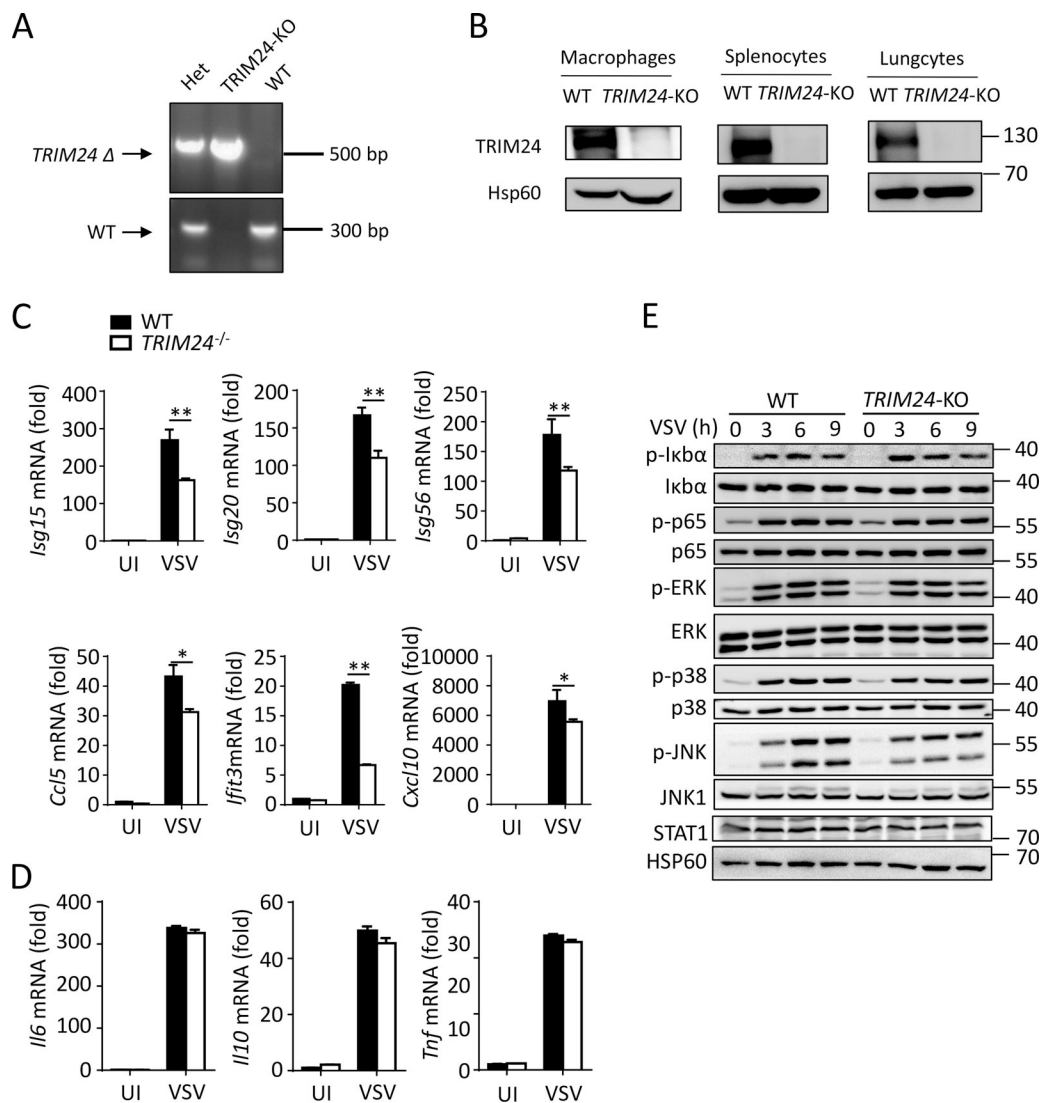 A
Het
TRIM24-KO
WT
TRIM24 Δ
500 bp
WT
300 bp
B
Macrophages
Splenocytes
Lungcytes
WT TRIM24-KO
WT TRIM24-KO
WT TRIM24-KO
TRIM24
130
70
Hsp60
C
WT
TRIM24-/-
Isg15 mRNA (fold)
400
300
200
100
0
**
UI
VSV
Isg20 mRNA (fold)
200
150
100
50
0
**
UI
VSV
Isg56 mRNA (fold)
250
200
150
100
50
0
**
UI
VSV
Ccl5 mRNA (fold)
50
40
30
20
10
0
*
UI
VSV
Ifit3mRNA (fold)
25
20
15
10
5
0
**
UI
VSV
Cxcl10 mRNA (fold)
10000
8000
6000
4000
2000
0
*
UI
VSV
D
Il6 mRNA (fold)
400
300
200
100
0
UI
VSV
Il10 mRNA (fold)
60
40
20
0
UI
VSV
Tnf mRNA (fold)
40
30
20
10
0
UI
VSV
E
WT
TRIM24-KO
VSV (h) 0 3 6 9 0 3 6 9
p-Iκbα 40
Iκbα 40
p-p65 55
p65 55
p-ERK 40
ERK 40
p-p38 40
p38 40
p-JNK 55
JNK1 55
STAT1 70
HSP60 70